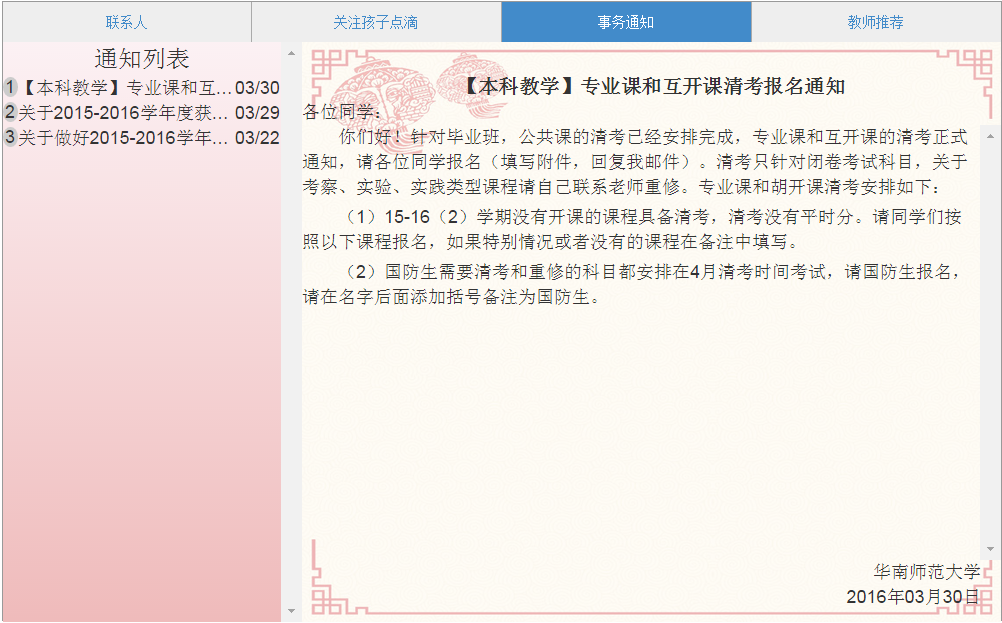 联系人
关注孩子点滴
事务通知
教师推荐
通知列表
1【本科教学】专业课和互... 03/30
2关于2015-2016学年度获... 03/29
3关于做好2015-2016学年... 03/22
【本科教学】专业课和互开课清考报名通知
各位同学：
你们好！针对毕业班，公共课的清考已经安排完成，专业课和互开课的清考正式
通知，请各位同学报名（填写附件，回复我邮件）。清考只针对闭卷考试科目，关于
考察、实验、实践类型课程请自己联系老师重修。专业课和胡开课清考安排如下：
（1）15-16（2）学期没有开课的课程具备清考，清考没有平时分。请同学们按
照以下课程报名，如果特别情况或者没有的课程在备注中填写。
（2）国防生需要清考和重修的科目都安排在4月清考时间考试，请国防生报名，
请在名字后面添加括号备注为国防生。
华南师范大学
2016年03月30日